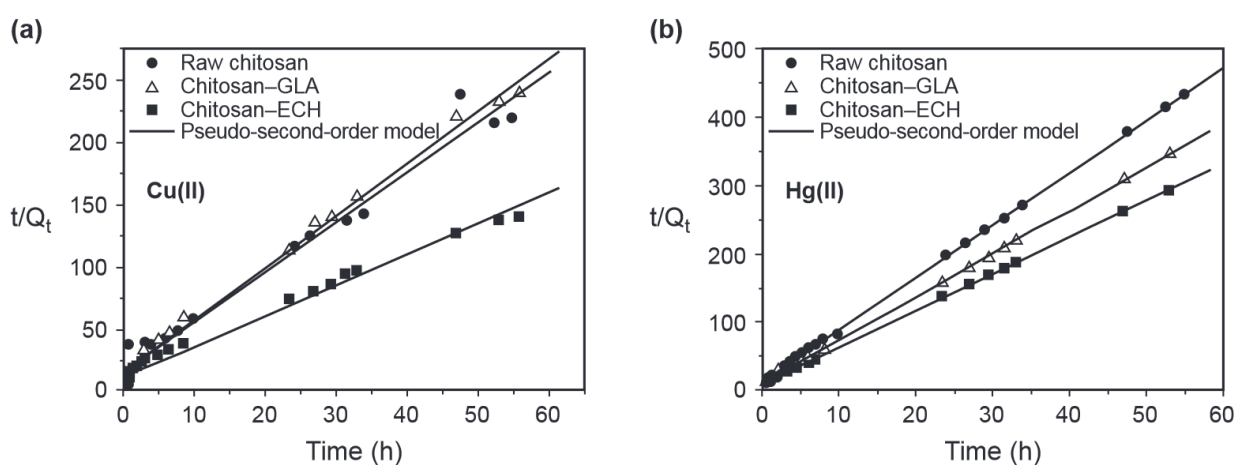 (a)
Raw chitosan
Chitosan–GLA
Chitosan–ECH
Pseudo-second-order model
Cu(II)
t/Qt
250
200
150
100
50
0
0 10 20 30 40 50 60
Time (h)
(b)
Raw chitosan
Chitosan–GLA
Chitosan–ECH
Pseudo-second-order model
Hg(II)
t/Qt
500
400
300
200
100
0
0 10 20 30 40 50 60
Time (h)